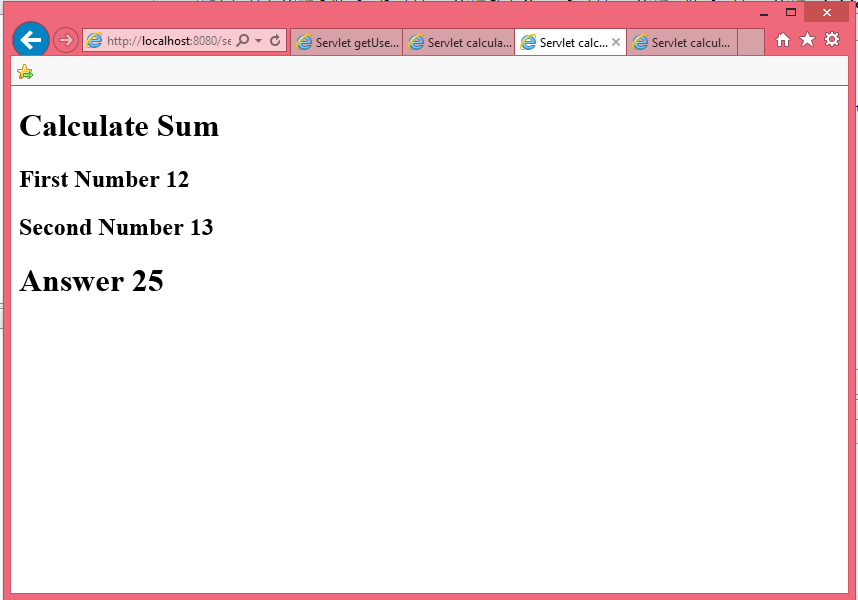 http://localhost:8080/se
Servlet getUse...
Servlet calcula...
Servlet calc...
Servlet calcul...
Calculate Sum
First Number 12
Second Number 13
Answer 25